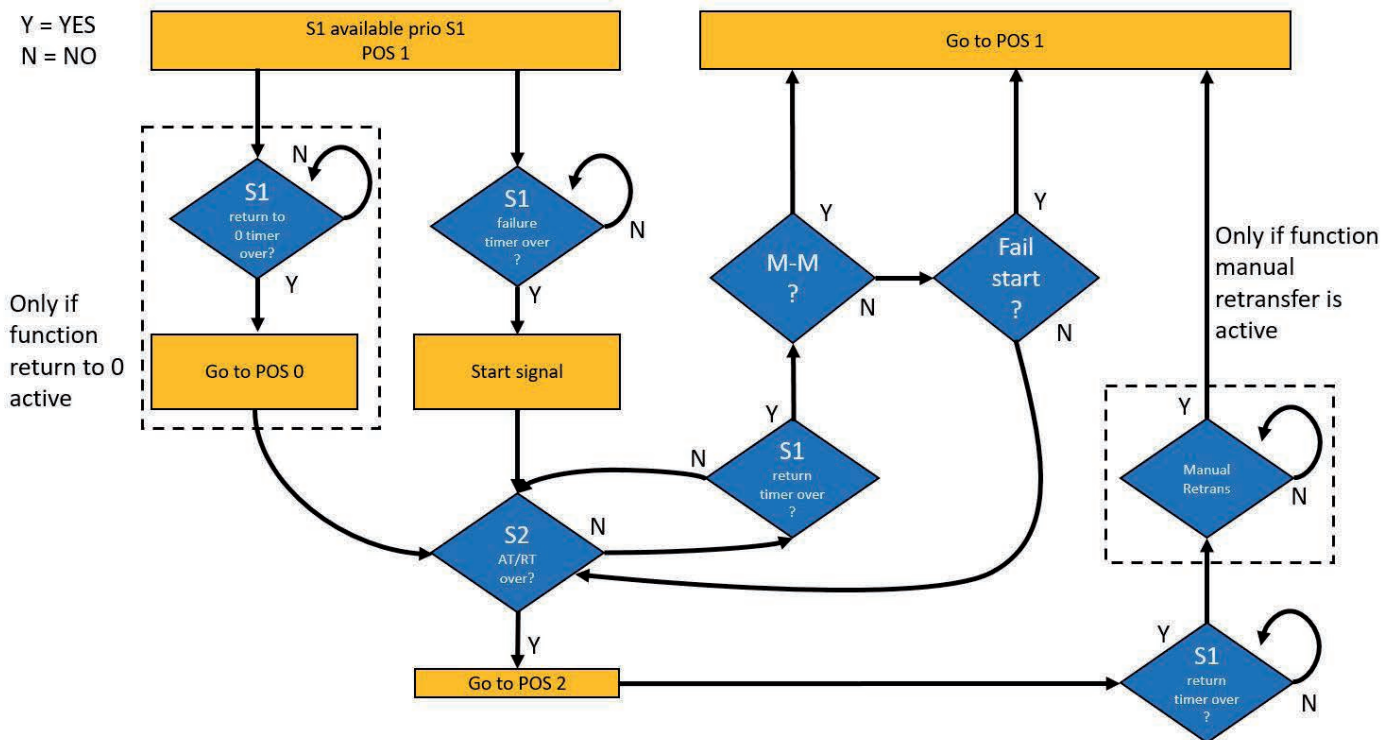 Y = YES
N = NO
S1 available prio S1
POS 1
Go to POS 1
N
S1
return to
0 timer
over?
Y
Only if
function
return to 0
active
Go to POS 0
S1
failure
timer over
?
N
Y
Start signal
S2
AT/RT
over?
N
Y
Go to POS 2
N
S1
return
timer over
?
Y
M-M
?
Y
N
Fail
start
?
Y
N
Only if function
manual
retransfer is
active
Y
Manual
Retrans
N
Y
S1
return
timer over
?
N